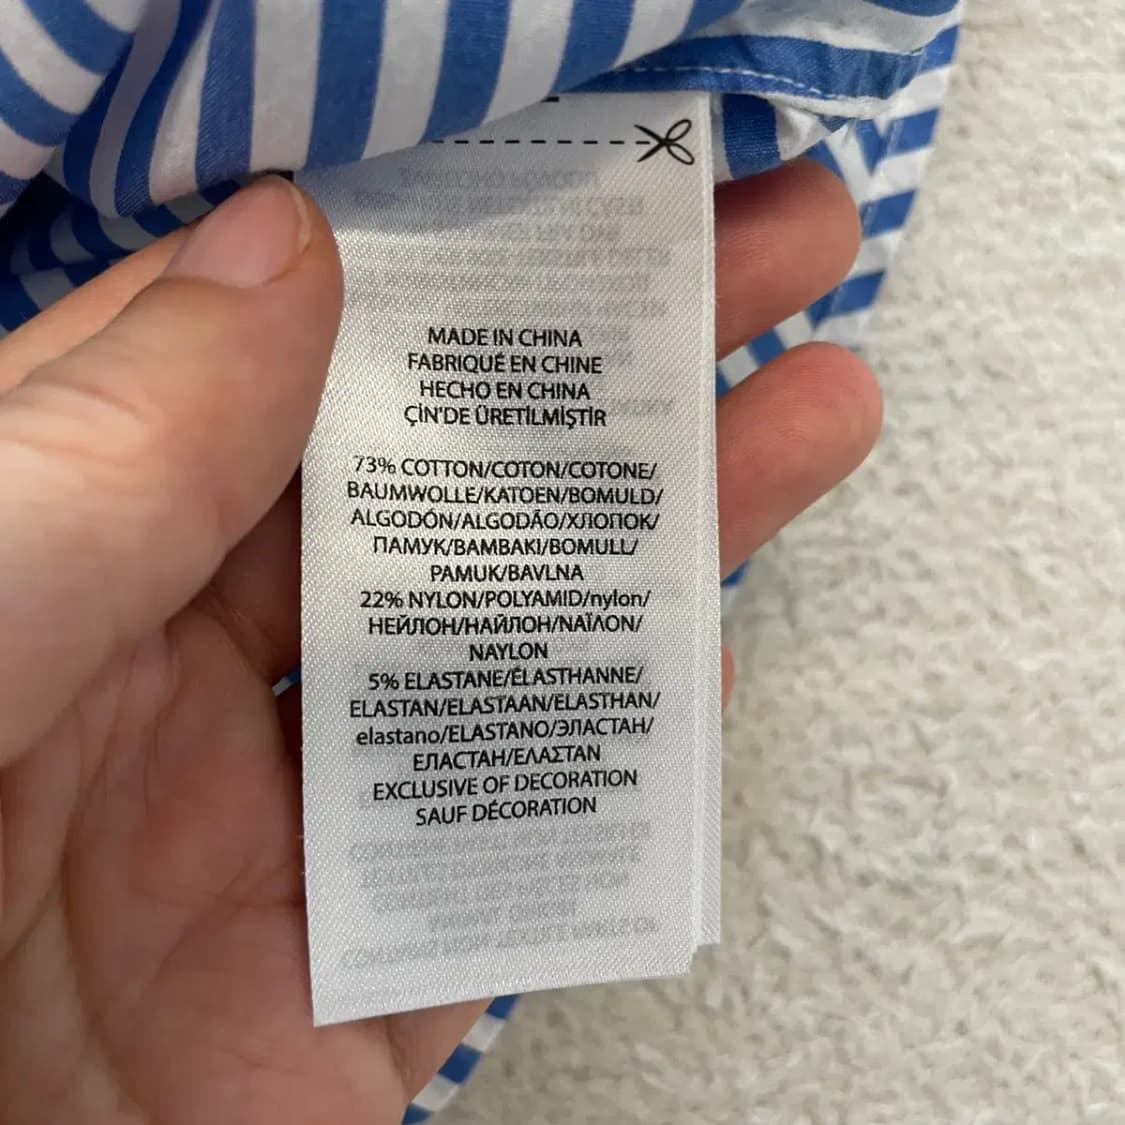 MADE IN CHINA
FABRIQUÉ EN CHINE
HECHO EN CHINA
ÇİN'DE ÜRETİLMİŞTİR
73% COTTON/COTON/COTONE/
BAUMWOLLE/KATOEN/BOMULD/
ALGODÓN/ALGODÃO/ХЛОПОК/
ПАМУК/BAMBAKI/BOMULL/
PAMUK/BAVLNA
22% NYLON/POLYAMID/nylon/
НЕЙЛОН/НАЙЛОН/ΝΑΪΛΟΝ/
NAYLON
5% ELASTANE/ÉLASTHANNE/
ELASTAN/ELASTAAN/ELASTHAN/
elastano/ELASTANO/ЭЛАСТАН/
ЕЛАСТАН/ΕΛΑΣΤΑΝ
EXCLUSIVE OF DECORATION
SAUF DÉCORATION